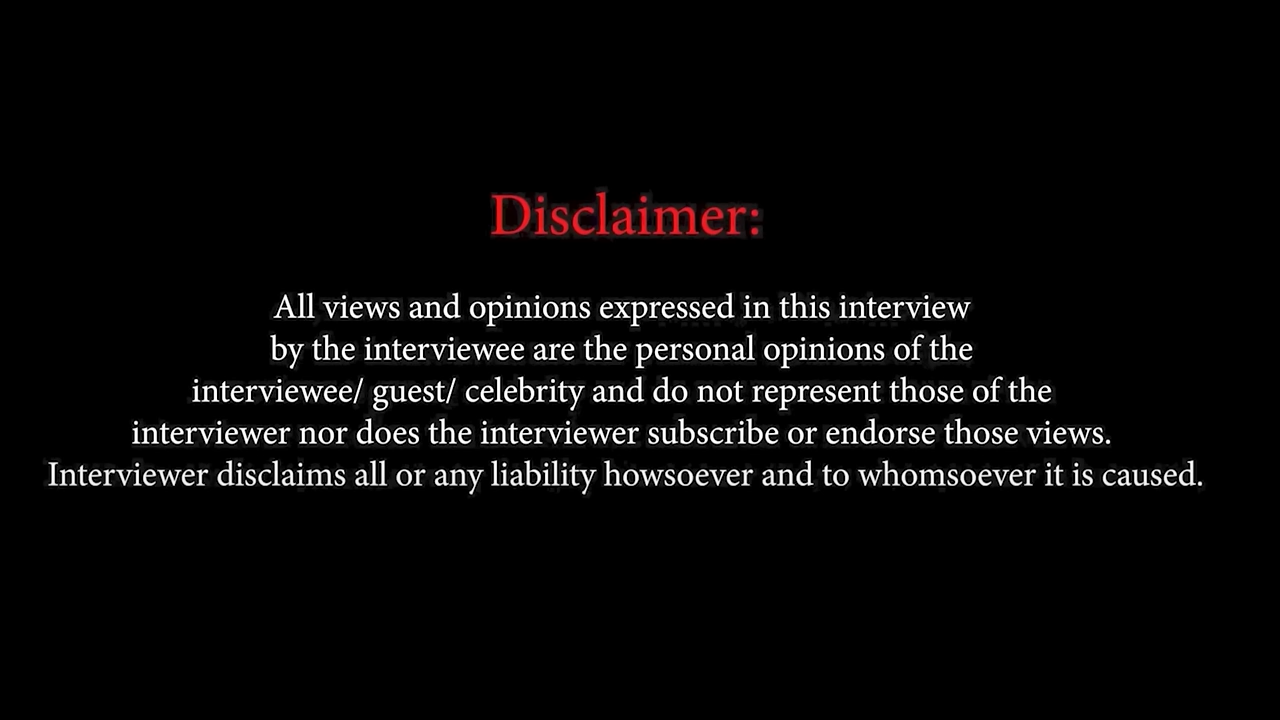 Disclaimer:
All views and opinions expressed in this interview
by the interviewee are the personal opinions of the
interviewee/ guest/ celebrity and do not represent those of the
interviewer nor does the interviewer subscribe or endorse those views.
Interviewer disclaims all or any liability howsoever and to whomsoever it is caused.